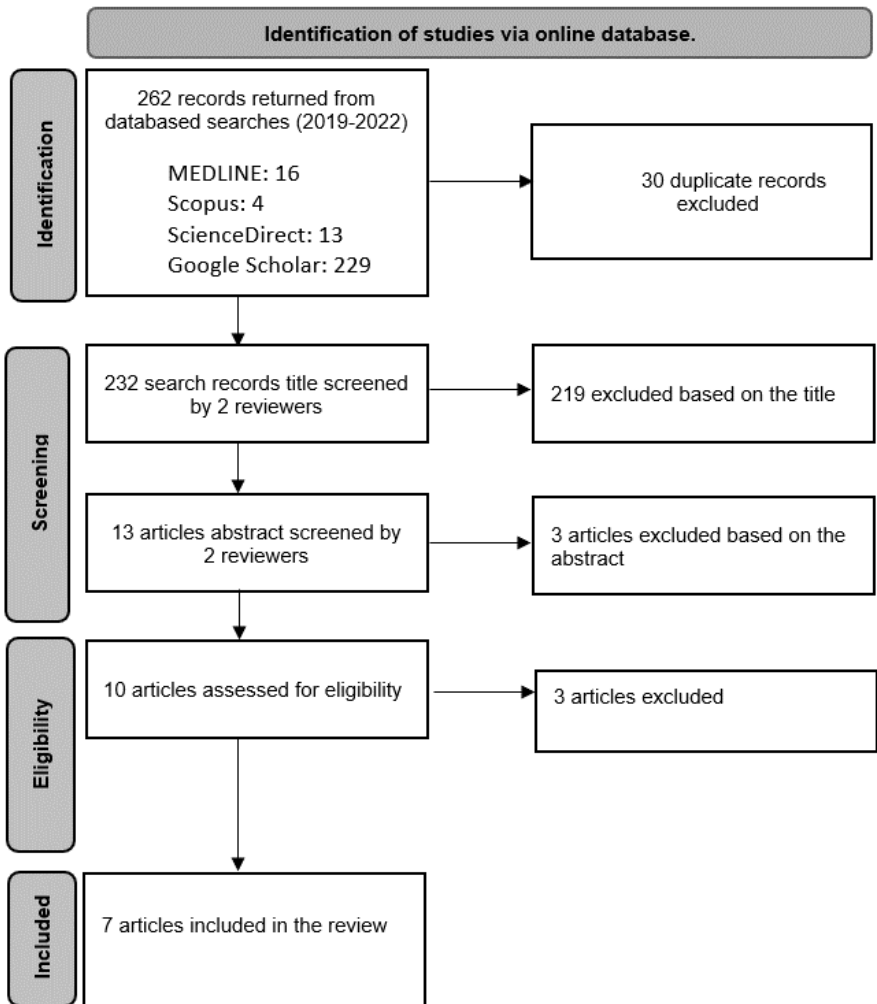 Identification of studies via online database.
Identification
262 records returned from
databased searches (2019-2022)
MEDLINE: 16
Scopus: 4
ScienceDirect: 13
Google Scholar: 229
30 duplicate records
excluded
Screening
232 search records title screened
by 2 reviewers
219 excluded based on the title
13 articles abstract screened by
2 reviewers
3 articles excluded based on the
abstract
Eligibility
10 articles assessed for eligibility
3 articles excluded
Included
7 articles included in the review